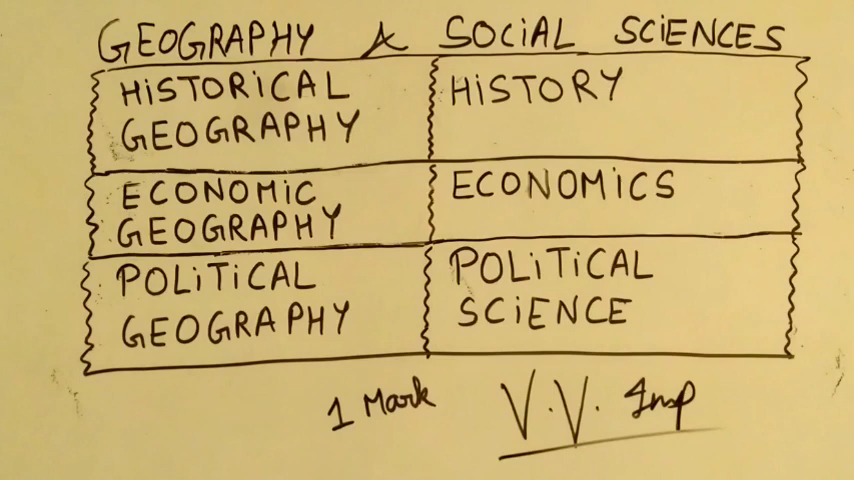 GEOGRAPHY & SOCiAL SCiENCES
HiSTORiCAL
GEOGRAPHY
HiSTORY
ECONOMiC
GEOGRAPHY
ECONOMiCS
POLiTiCAL
GEOGRAPHY
POLiTiCAL
SCiENCE
1 Mark V.V. Imp